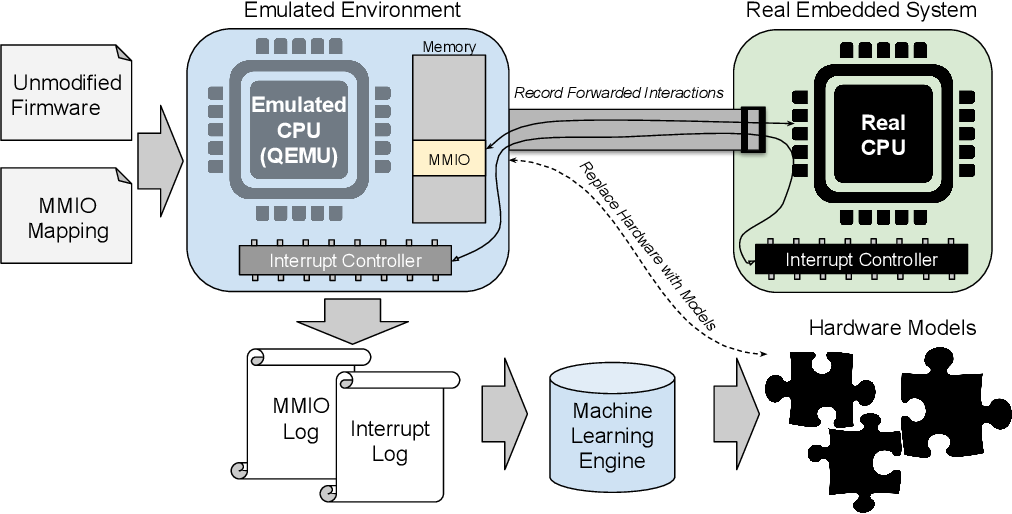 Emulated Environment
Real Embedded System
Unmodified
Firmware
MMIO
Mapping
Emulated
CPU
(QEMU)
Memory
MMIO
Interrupt Controller
Record Forwarded Interactions
Real
CPU
Interrupt Controller
Replace Hardware with Models
Hardware Models
MMIO
Log
Interrupt
Log
Machine
Learning
Engine